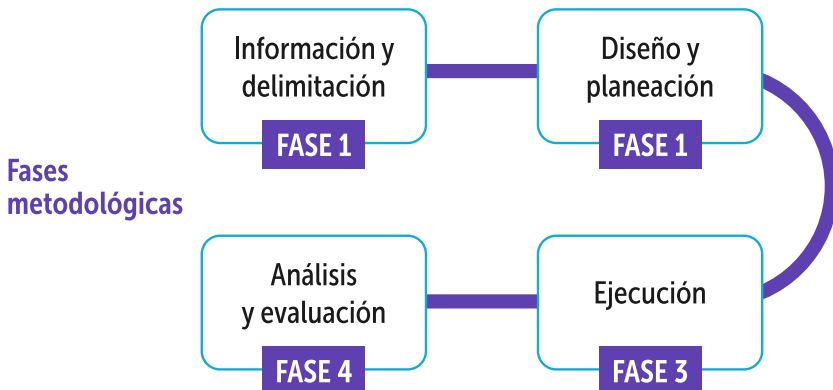 Fases
metodológicas
Información y
delimitación
FASE 1
Diseño y
planeación
FASE 1
Ejecución
FASE 3
Análisis
y evaluación
FASE 4